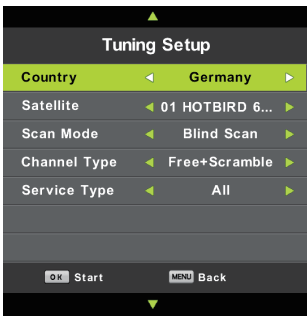 Tuning Setup
Country Germany
Satellite 01 HOTBIRD 6...
Scan Mode Blind Scan
Channel Type Free+Scramble
Service Type All
OK Start MENU Back